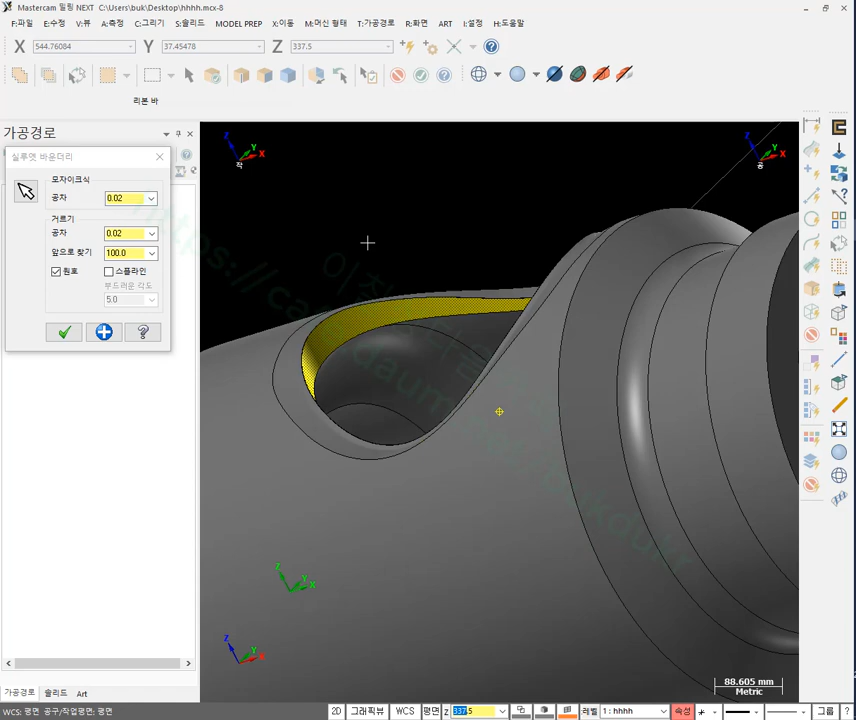 Mastercam 밀링 NEXT C:\Users\buk\Desktop\hhhh.mcx-8
F:파일 E:수정 V:뷰 A:측정 C:그리기 S:솔리드 MODEL PREP X:이동 M:머신 형태 T:가공경로 R:화면 ART I:설정 H:도움말
X 544.76084 Y 37.45478 Z 337.5
리본 바
가공경로
실루엣 바운더리
모자이크식
공차 0.02
거르기
공차 0.02
앞으로 찾기 100.0
원호 스플라인
부드러운 각도
5.0
Z Y X
작
Z Y X
공
Z Y X
Z Y X
88.605 mm
Metric
가공경로 솔리드 Art
WCS: 평면 공구/작업평면: 평면
2D 그래픽뷰 WCS 평면 Z 337.5 레벨 1 : hhhh 속성 그룹 ?